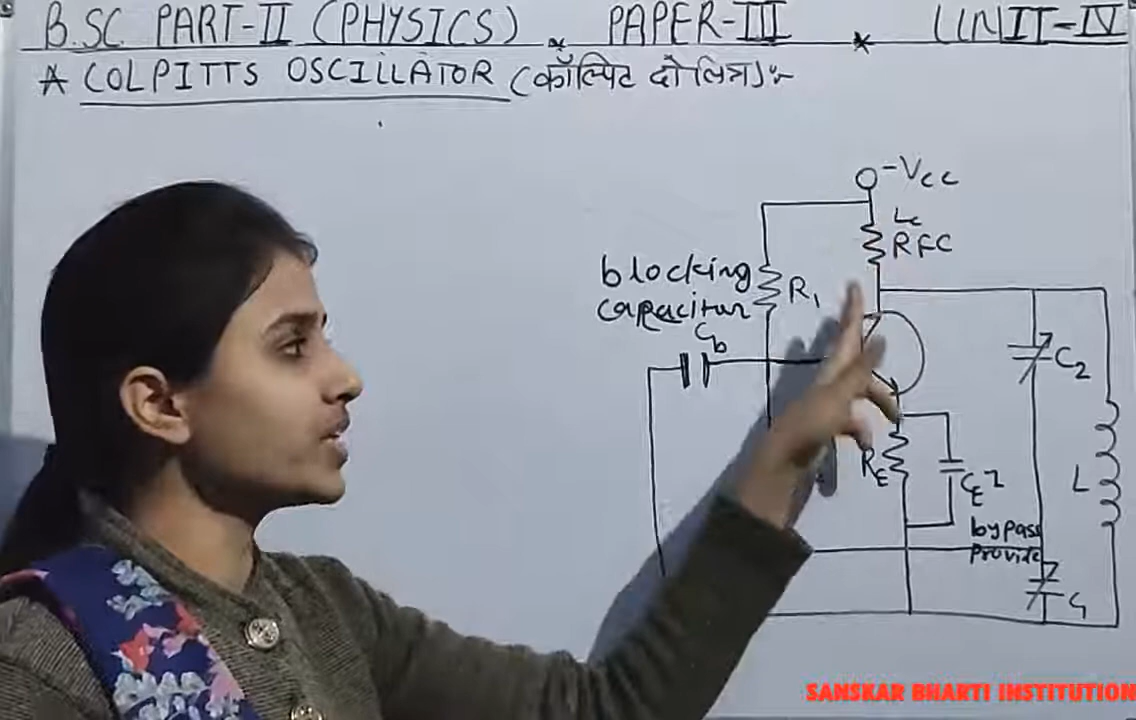 B.SC PART-II (PHYSICS) * PAPER-III * UNIT-IV
* COLPITTS OSCILLATOR (कॉल्पिट दोलित्र):-
-Vcc
Lc
RFC
blocking
capacitor
Cb
R1
C2
RE
CE
L
bypass
Provide
C1
SANSKAR BHARTI INSTITUTION